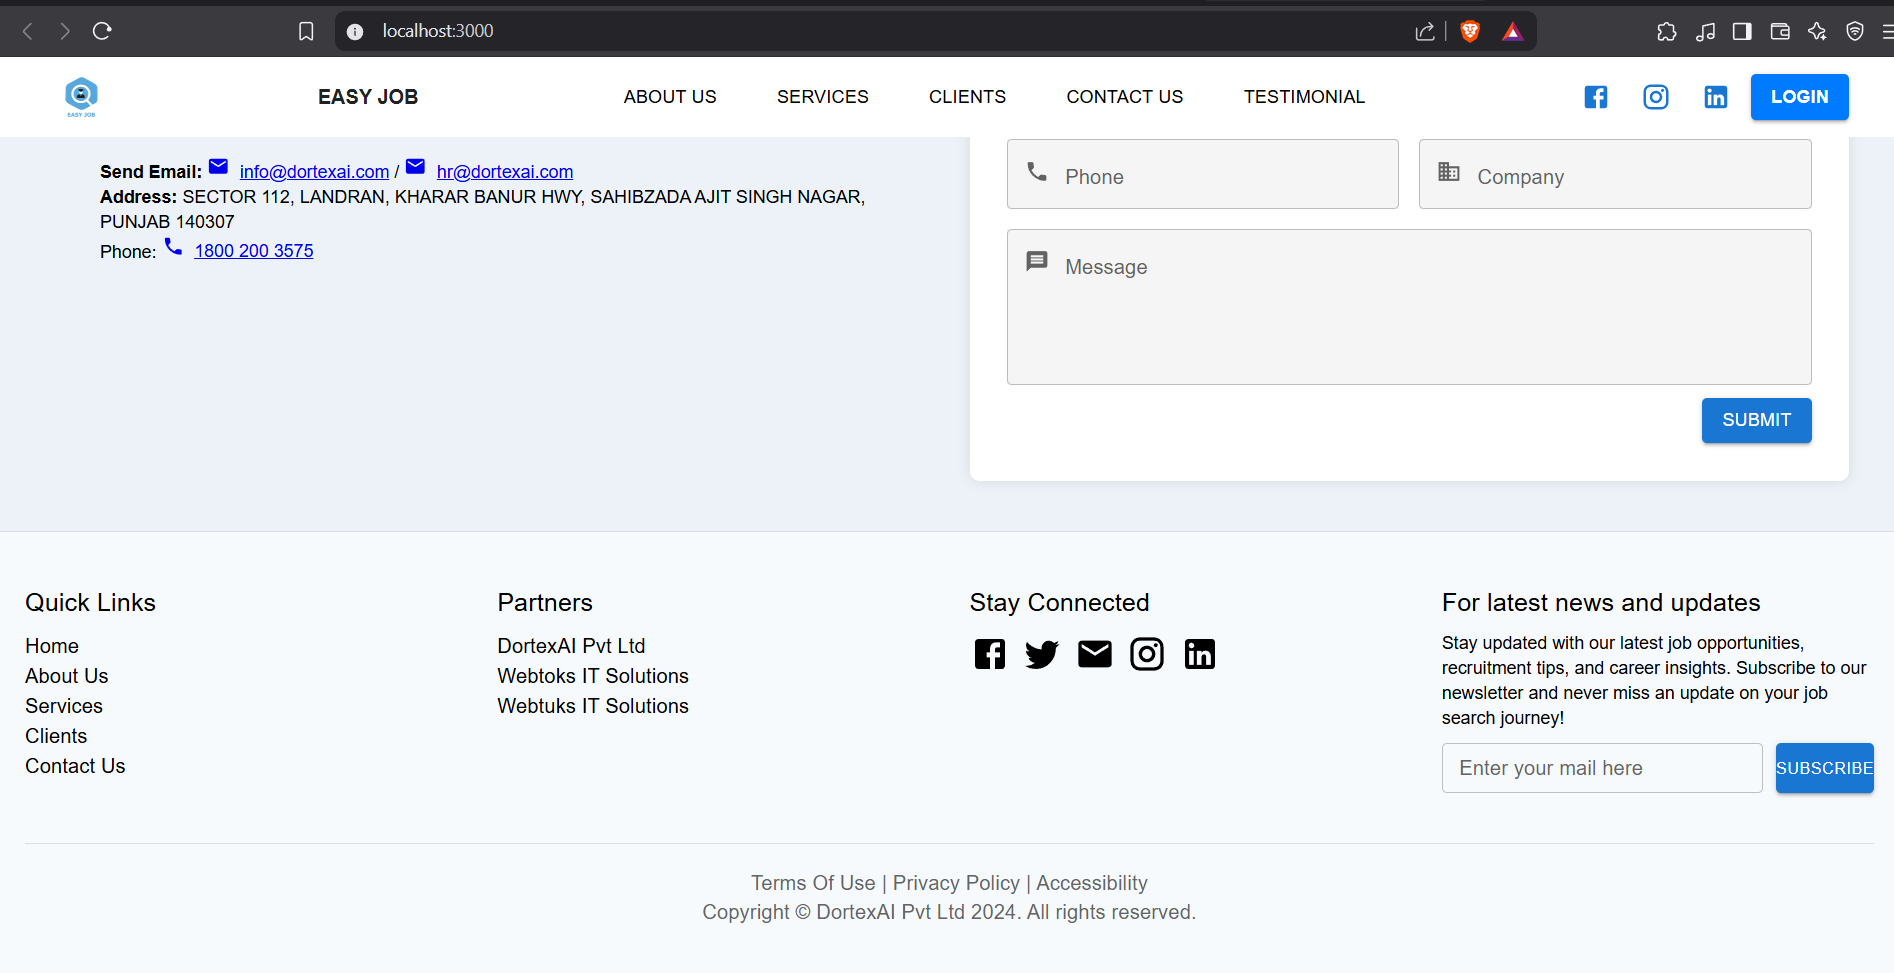 localhost:3000
EASY JOB
EASY JOB
ABOUT US
SERVICES
CLIENTS
CONTACT US
TESTIMONIAL
LOGIN
Send Email: info@dortexai.com / hr@dortexai.com
Address: SECTOR 112, LANDRAN, KHARAR BANUR HWY, SAHIBZADA AJIT SINGH NAGAR,
PUNJAB 140307
Phone: 1800 200 3575
Phone
Company
Message
SUBMIT
Quick Links
Home
About Us
Services
Clients
Contact Us
Partners
DortexAI Pvt Ltd
Webtoks IT Solutions
Webtuks IT Solutions
Stay Connected
For latest news and updates
Stay updated with our latest job opportunities,
recruitment tips, and career insights. Subscribe to our
newsletter and never miss an update on your job
search journey!
Enter your mail here
SUBSCRIBE
Terms Of Use | Privacy Policy | Accessibility
Copyright © DortexAI Pvt Ltd 2024. All rights reserved.